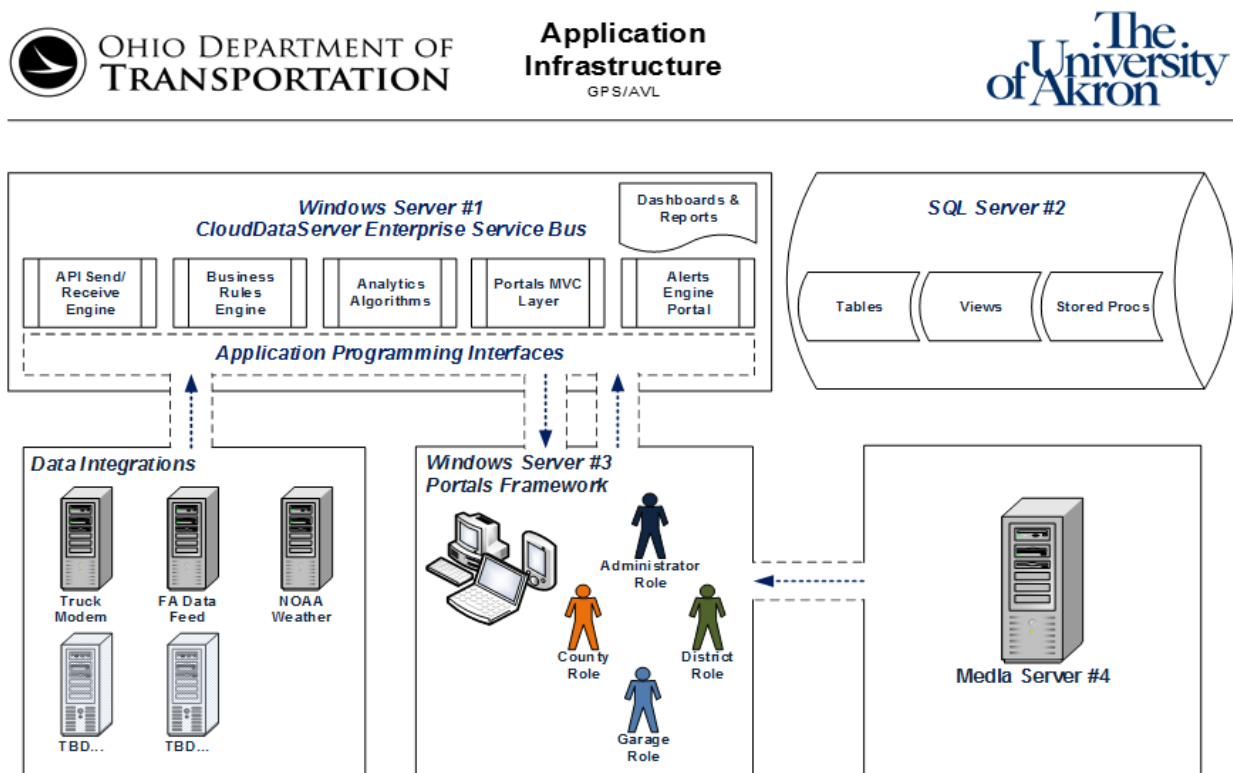 OHIO DEPARTMENT OF
TRANSPORTATION
Application
Infrastructure
GPS/AVL
The
University
of Akron
Windows Server #1
CloudDataServer Enterprise Service Bus
Dashboards &
Reports
API Send/
Receive
Engine
Business
Rules
Engine
Analytics
Algorithms
Portals MVC
Layer
Alerts
Engine
Portal
Application Programming Interfaces
SQL Server #2
Tables
Views
Stored Procs
Data Integrations
Truck
Modem
FA Data
Feed
NOAA
Weather
TBD...
TBD...
Windows Server #3
Portals Framework
Administrator
Role
County
Role
District
Role
Garage
Role
Media Server #4